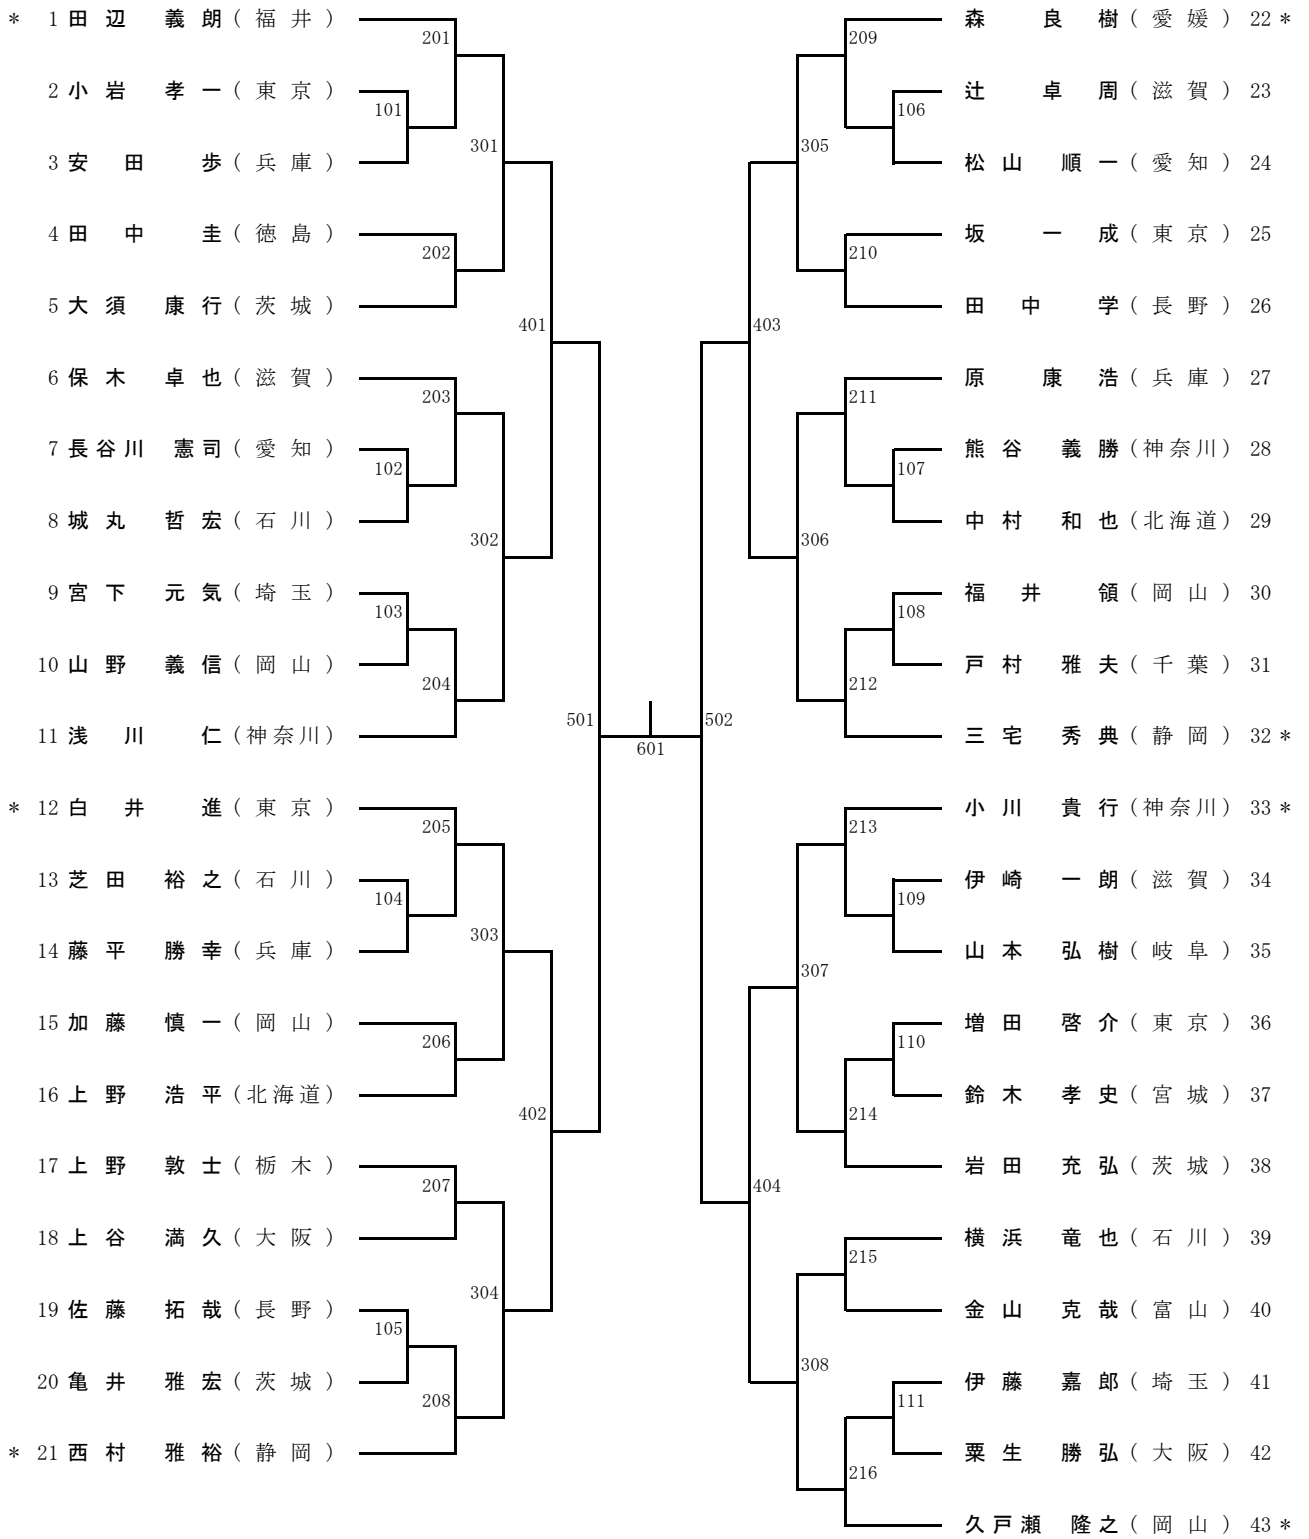 * 1 田辺 義朗 ( 福井 )
201
2 小岩 孝一 ( 東京 )
101
3 安田 歩 ( 兵庫 )
301
4 田中 圭 ( 徳島 )
202
5 大須 康行 ( 茨城 )
401
6 保木 卓也 ( 滋賀 )
203
7 長谷川 憲司 ( 愛知 )
102
8 城丸 哲宏 ( 石川 )
302
9 宮下 元気 ( 埼玉 )
103
10 山野 義信 ( 岡山 )
204
11 浅川 仁 (神奈川)
501
* 12 白井 進 ( 東京 )
205
13 芝田 裕之 ( 石川 )
104
14 藤平 勝幸 ( 兵庫 )
303
15 加藤 慎一 ( 岡山 )
206
16 上野 浩平 (北海道)
402
17 上野 敦士 ( 栃木 )
207
18 上谷 満久 ( 大阪 )
304
19 佐藤 拓哉 ( 長野 )
105
20 亀井 雅宏 ( 茨城 )
208
* 21 西村 雅裕 ( 静岡 )
601
森 良樹 ( 愛媛 ) 22 *
209
辻 卓周 ( 滋賀 ) 23
106
松山 順一 ( 愛知 ) 24
305
坂 一成 ( 東京 ) 25
210
田中 学 ( 長野 ) 26
403
原 康浩 ( 兵庫 ) 27
211
熊谷 義勝 (神奈川) 28
107
中村 和也 (北海道) 29
306
福井 領 ( 岡山 ) 30
108
戸村 雅夫 ( 千葉 ) 31
212
三宅 秀典 ( 静岡 ) 32 *
502
小川 貴行 (神奈川) 33 *
213
伊崎 一朗 ( 滋賀 ) 34
109
山本 弘樹 ( 岐阜 ) 35
307
増田 啓介 ( 東京 ) 36
110
鈴木 孝史 ( 宮城 ) 37
214
岩田 充弘 ( 茨城 ) 38
404
横浜 竜也 ( 石川 ) 39
215
金山 克哉 ( 富山 ) 40
308
伊藤 嘉郎 ( 埼玉 ) 41
111
粟生 勝弘 ( 大阪 ) 42
216
久戸瀬 隆之 ( 岡山 ) 43 *